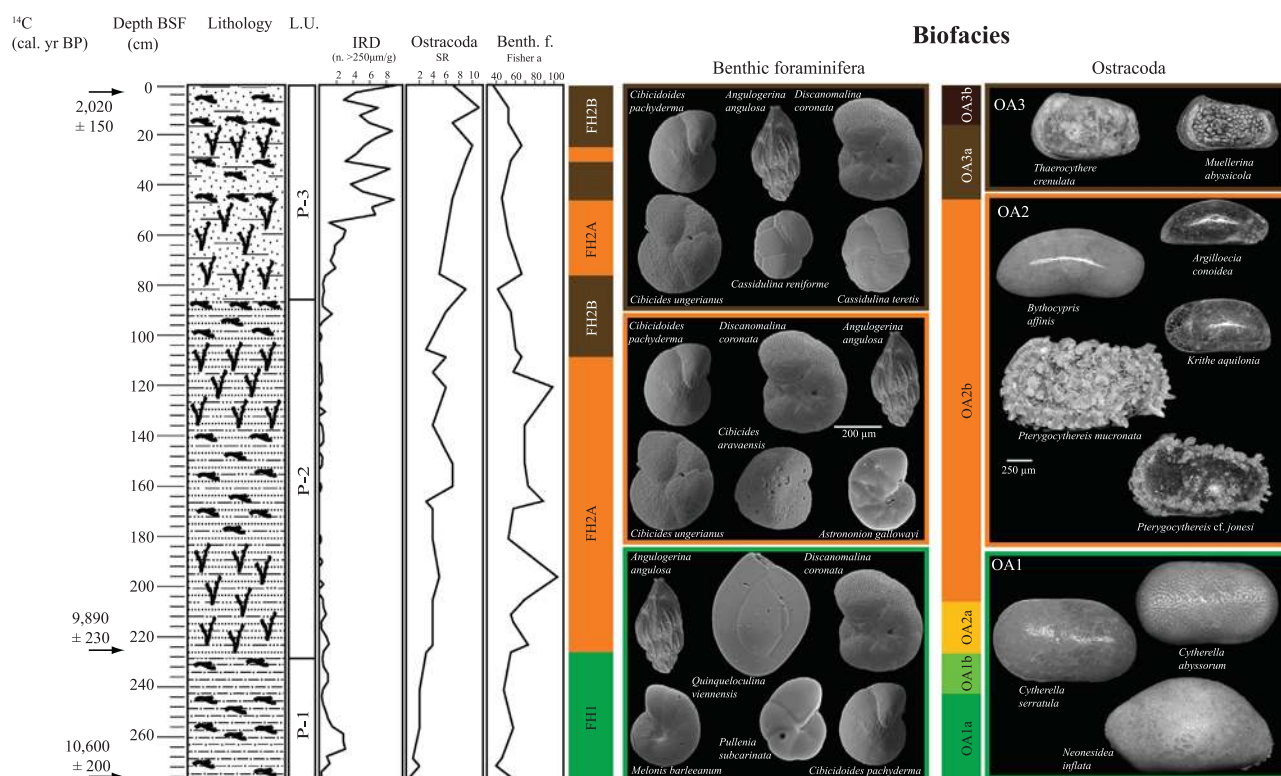 14C
(cal. yr BP)
Depth BSF
(cm)
Lithology
L.U.
IRD
(n. >250µm/g)
2 4 6 8
Ostracoda
SR
2 4 6 8 10
Benth. f.
Fisher a
40 60 80 100
Biofacies
Benthic foraminifera
Ostracoda
0
20
40
60
80
100
120
140
160
180
200
220
240
260
2,020
± 150
9,890
± 230
10,600
± 200
P-3
P-2
P-1
FH2B
FH2A
FH2B
FH2A
FH1
Cibicidoides
pachyderma
Angulogerina
angulosa
Discanomalina
coronata
Cibicides ungerianus
Cassidulina reniforme
Cassidulina teretis
Cibicidoides
pachyderma
Discanomalina
coronata
Angulogerina
angulosa
200 µm
Cibicides
aravaensis
Cibicides ungerianus
Astrononion gallowayi
Angulogerina
angulosa
Discanomalina
coronata
Quinqueloculina
viennensis
Pullenia
subcarinata
Melonis barleeanum
Cibicidoides pachyderma
OA3b
OA3a
OA2b
OA2a
OA1b
OA1a
OA3
Thaerocythere
crenulata
Muellerina
abyssicola
OA2
Argilloecia
conoidea
Bythocypris
affinis
Krithe aquilonia
Pterygocythereis mucronata
250 µm
Pterygocythereis cf. jonesi
OA1
Cytherella
abyssorum
Cytherella
serratula
Neonesidea
inflata